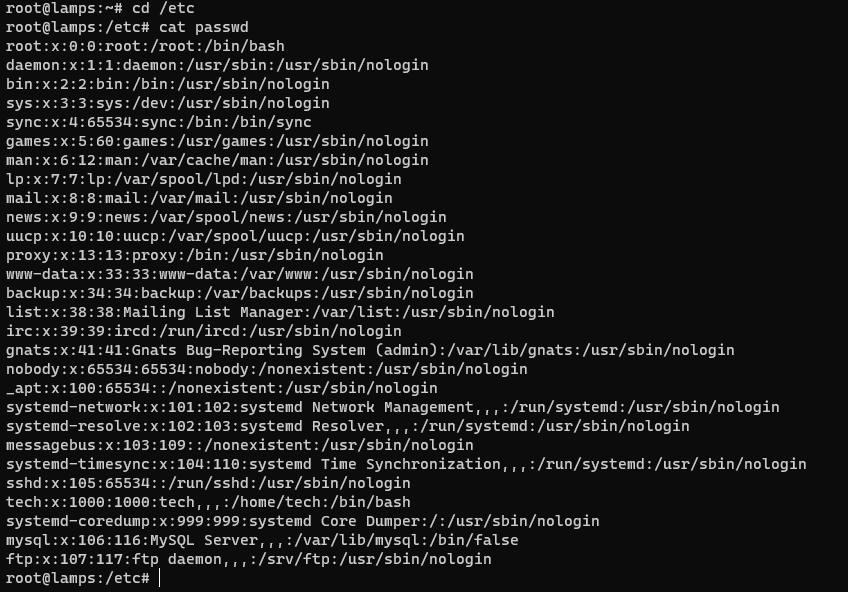 root@lamps:~# cd /etc
root@lamps:/etc# cat passwd
root:x:0:0:root:/root:/bin/bash
daemon:x:1:1:daemon:/usr/sbin:/usr/sbin/nologin
bin:x:2:2:bin:/bin:/usr/sbin/nologin
sys:x:3:3:sys:/dev:/usr/sbin/nologin
sync:x:4:65534:sync:/bin:/bin/sync
games:x:5:60:games:/usr/games:/usr/sbin/nologin
man:x:6:12:man:/var/cache/man:/usr/sbin/nologin
lp:x:7:7:lp:/var/spool/lpd:/usr/sbin/nologin
mail:x:8:8:mail:/var/mail:/usr/sbin/nologin
news:x:9:9:news:/var/spool/news:/usr/sbin/nologin
uucp:x:10:10:uucp:/var/spool/uucp:/usr/sbin/nologin
proxy:x:13:13:proxy:/bin:/usr/sbin/nologin
www-data:x:33:33:www-data:/var/www:/usr/sbin/nologin
backup:x:34:34:backup:/var/backups:/usr/sbin/nologin
list:x:38:38:Mailing List Manager:/var/list:/usr/sbin/nologin
irc:x:39:39:ircd:/run/ircd:/usr/sbin/nologin
gnats:x:41:41:Gnats Bug-Reporting System (admin):/var/lib/gnats:/usr/sbin/nologin
nobody:x:65534:65534:nobody:/nonexistent:/usr/sbin/nologin
_apt:x:100:65534::/nonexistent:/usr/sbin/nologin
systemd-network:x:101:102:systemd Network Management,,,:/run/systemd:/usr/sbin/nologin
systemd-resolve:x:102:103:systemd Resolver,,,:/run/systemd:/usr/sbin/nologin
messagebus:x:103:109::/nonexistent:/usr/sbin/nologin
systemd-timesync:x:104:110:systemd Time Synchronization,,,:/run/systemd:/usr/sbin/nologin
sshd:x:105:65534::/run/sshd:/usr/sbin/nologin
tech:x:1000:1000:tech,,,:/home/tech:/bin/bash
systemd-coredump:x:999:999:systemd Core Dumper:/:/usr/sbin/nologin
mysql:x:106:116:MySQL Server,,,:/var/lib/mysql:/bin/false
ftp:x:107:117:ftp daemon,,,:/srv/ftp:/usr/sbin/nologin
root@lamps:/etc#